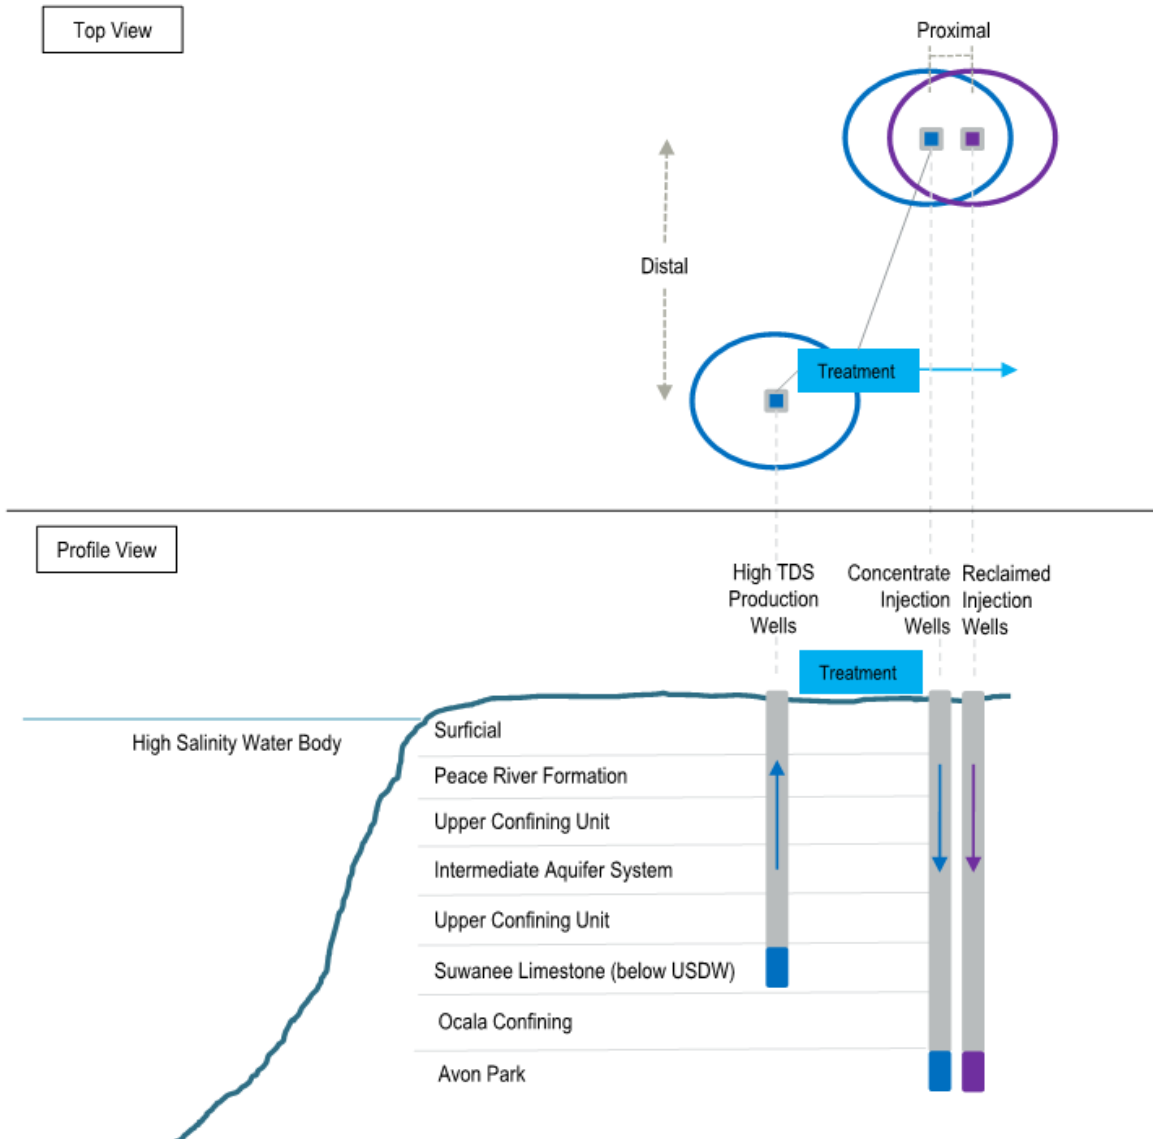 Top View
Proximal
Distal
Treatment
Profile View
High TDS
Production
Wells
Concentrate
Injection
Wells
Reclaimed
Injection
Wells
Treatment
High Salinity Water Body
Surficial
Peace River Formation
Upper Confining Unit
Intermediate Aquifer System
Upper Confining Unit
Suwanee Limestone (below USDW)
Ocala Confining
Avon Park